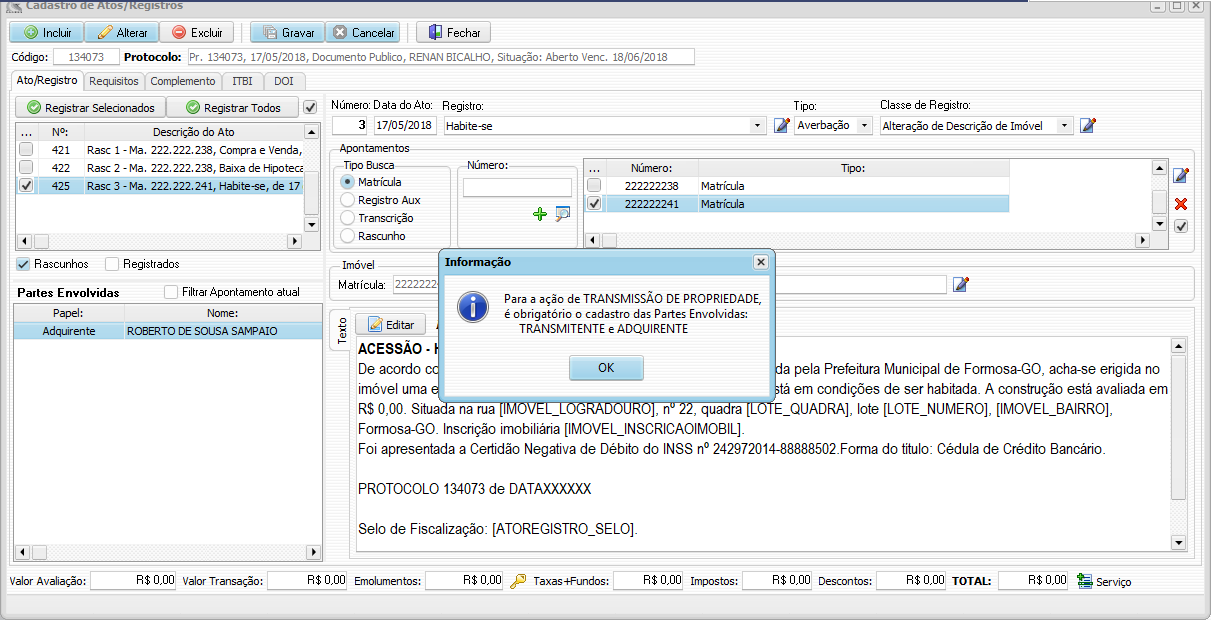 Cadastro de Atos/Registros
Incluir Alterar Excluir Gravar Cancelar Fechar
Código: 134073 Protocolo: Pr. 134073, 17/05/2018, Documento Publico, RENAN BICALHO, Situação: Aberto Venc. 18/06/2018
Ato/Registro Requisitos Complemento ITBI DOI
Registrar Selecionados Registrar Todos
... Nº: Descrição do Ato
421 Rasc 1 - Ma. 222.222.238, Compra e Venda,
422 Rasc 2 - Ma. 222.222.238, Baixa de Hipoteca
425 Rasc 3 - Ma. 222.222.241, Habite-se, de 17
Rascunhos Registrados
Partes Envolvidas Filtrar Apontamento atual
Papel: Nome:
Adquirente ROBERTO DE SOUSA SAMPAIO
Número: Data do Ato: Registro: Tipo: Classe de Registro:
3 17/05/2018 Habite-se Averbação Alteração de Descrição de Imóvel
Apontamentos
Tipo Busca
Matrícula
Registro Aux
Transcrição
Rascunho
Número:
... Número: Tipo:
222222238 Matrícula
222222241 Matrícula
Imóvel
Matrícula: 222222
Informação
Para a ação de TRANSMISSÃO DE PROPRIEDADE,
é obrigatório o cadastro das Partes Envolvidas:
TRANSMITENTE e ADQUIRENTE
OK
Texto
Editar
ACESSÃO -
De acordo co da pela Prefeitura Municipal de Formosa-GO, acha-se erigida no
imóvel uma e stá em condições de ser habitada. A construção está avaliada em
R$ 0,00. Situada na rua [IMOVEL_LOGRADOURO], nº 22, quadra [LOTE_QUADRA], lote [LOTE_NUMERO], [IMOVEL_BAIRRO],
Formosa-GO. Inscrição imobiliária [IMOVEL_INSCRICAOIMOBIL].
Foi apresentada a Certidão Negativa de Débito do INSS nº 242972014-88888502.Forma do título: Cédula de Crédito Bancário.
PROTOCOLO 134073 de DATAXXXXXX
Selo de Fiscalização: [ATOREGISTRO_SELO].
Valor Avaliação: R$ 0,00 Valor Transação: R$ 0,00 Emolumentos: R$ 0,00 Taxas+Fundos: R$ 0,00 Impostos: R$ 0,00 Descontos: R$ 0,00 TOTAL: R$ 0,00 Serviço